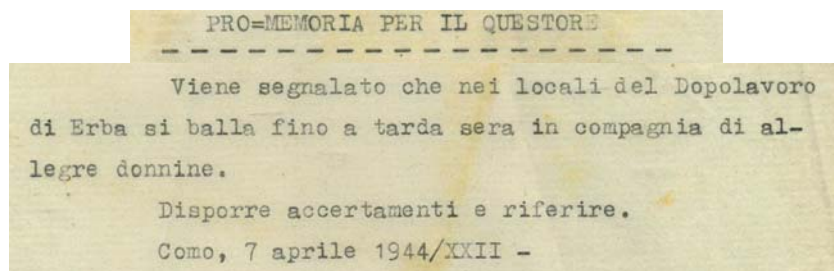 PRO=MEMORIA PER IL QUESTORE
- - - - - - - - - - - - - - - - - -
Viene segnalato che nei locali del Dopolavoro
di Erba si balla fino a tarda sera in compagnia di al-
legre donnine.
Disporre accertamenti e riferire.
Como, 7 aprile 1944/XXII -